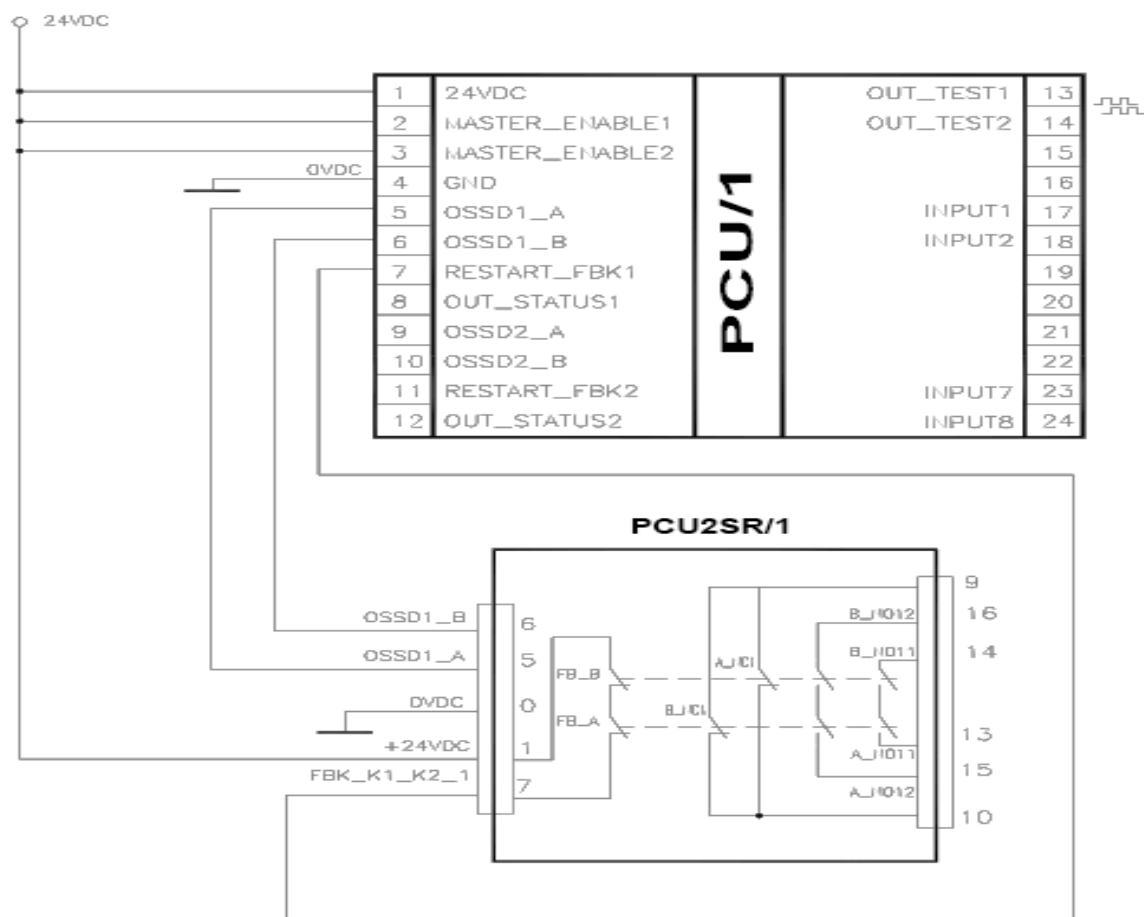 24VDC
1 24VDC OUT_TEST1 13
2 MASTER_ENABLE1 OUT_TEST2 14
3 MASTER_ENABLE2 15
0VDC
4 GND 16
5 OSSD1_A INPUT1 17
6 OSSD1_B INPUT2 18
7 RESTART_FBK1 19
8 OUT_STATUS1 20
9 OSSD2_A 21
10 OSSD2_B 22
11 RESTART_FBK2 INPUT7 23
12 OUT_STATUS2 INPUT8 24
PCU/1
PCU2SR/1
9
OSSD1_B 6 16
B_NO12
OSSD1_A 5 14
B_NO11
FB_B
0VDC 0
FB_A
13
+24VDC 1
A_NO11
15
FBK_K1_K2_1 7
A_NO12
10